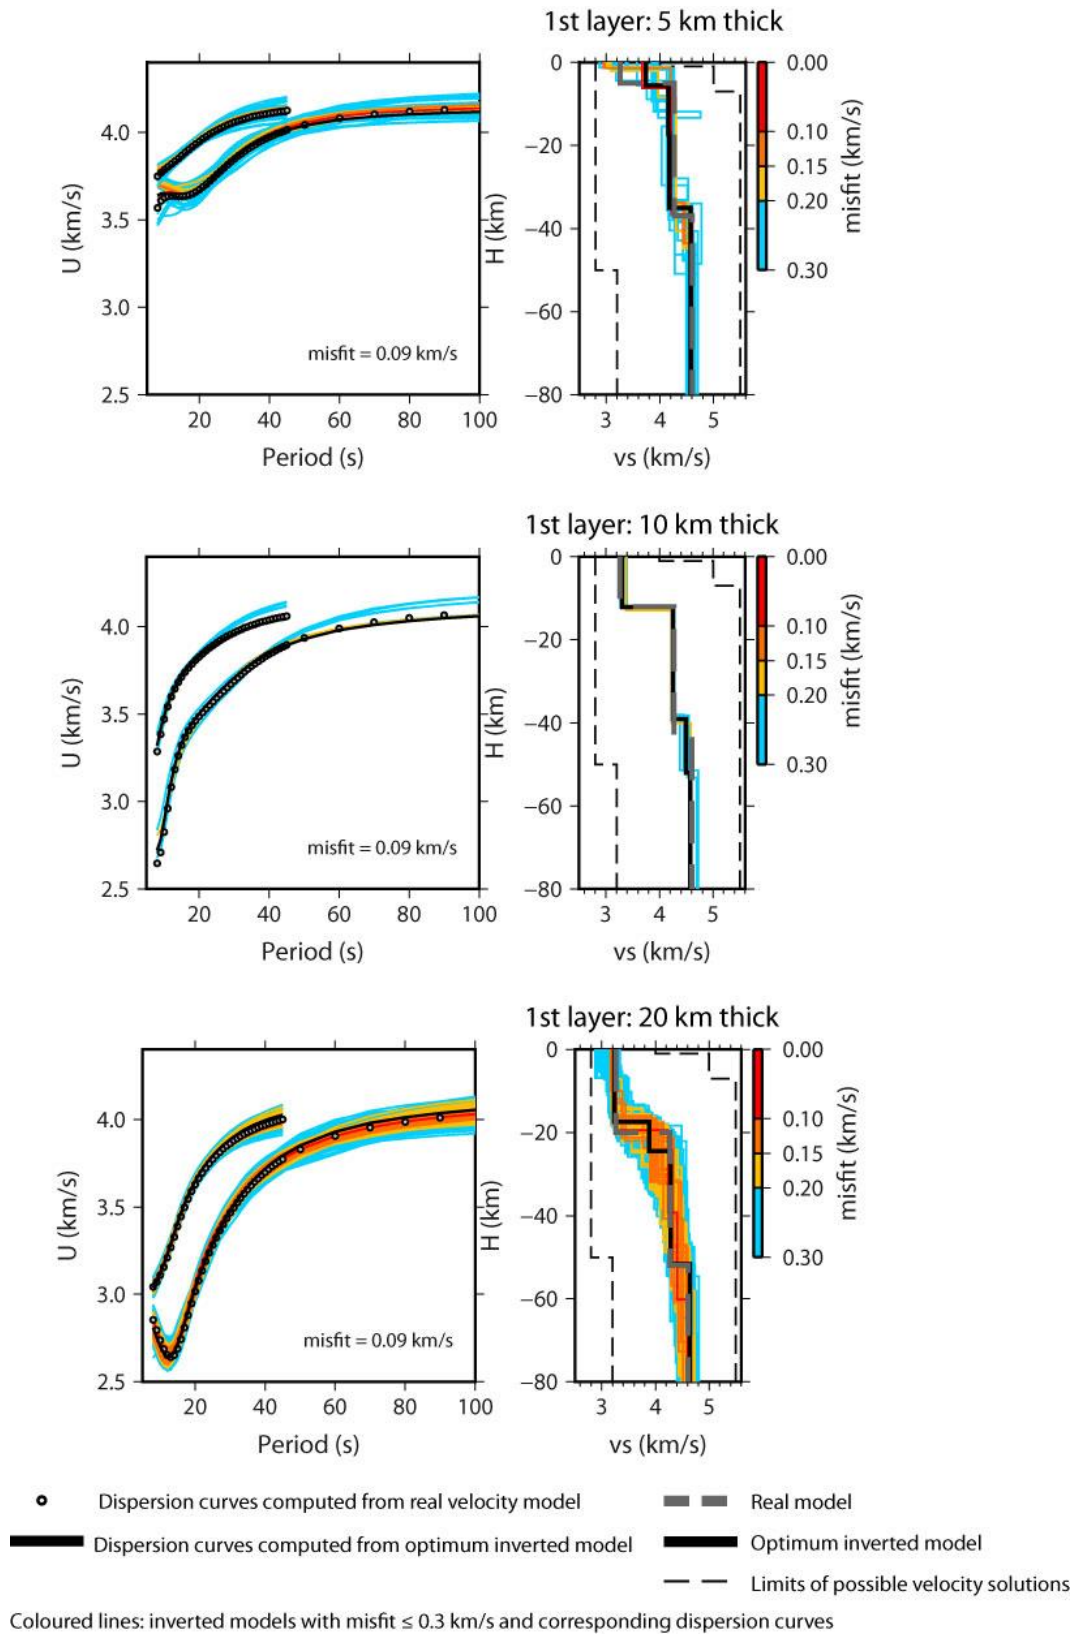 1st layer: 5 km thick
4.0
3.5
3.0
2.5
U (km/s)
misfit = 0.09 km/s
20 40 60 80 100
Period (s)
0
−20
−40
−60
−80
H (km)
3 4 5
vs (km/s)
0.00
0.10
0.15
0.20
0.30
misfit (km/s)
1st layer: 10 km thick
4.0
3.5
3.0
2.5
U (km/s)
misfit = 0.09 km/s
20 40 60 80 100
Period (s)
0
−20
−40
−60
−80
H (km)
3 4 5
vs (km/s)
0.00
0.10
0.15
0.20
0.30
misfit (km/s)
1st layer: 20 km thick
4.0
3.5
3.0
2.5
U (km/s)
misfit = 0.09 km/s
20 40 60 80 100
Period (s)
0
−20
−40
−60
−80
H (km)
3 4 5
vs (km/s)
0.00
0.10
0.15
0.20
0.30
misfit (km/s)
Dispersion curves computed from real velocity model
Real model
Dispersion curves computed from optimum inverted model
Optimum inverted model
Limits of possible velocity solutions
Coloured lines: inverted models with misfit ≤ 0.3 km/s and corresponding dispersion curves